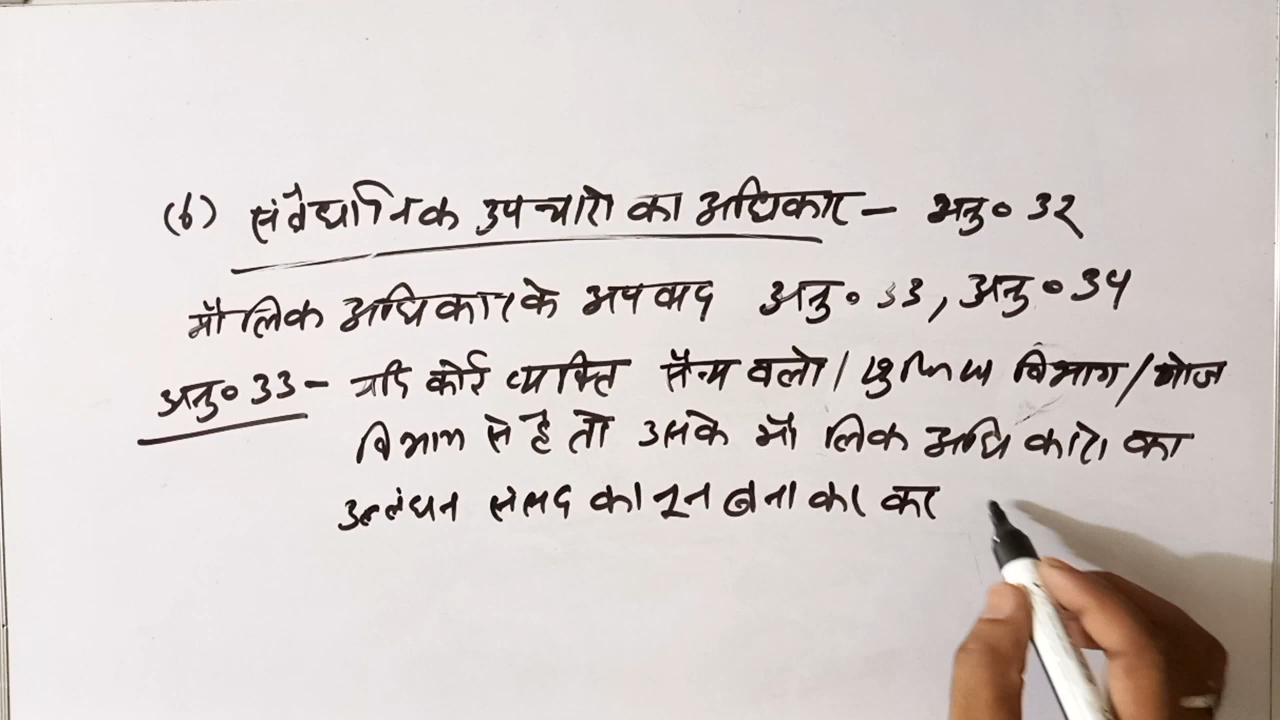 (6) संवैधानिक उपचारो का अधिकार – अनु० 32
मौलिक अधिकार के अपवाद अनु० 33, अनु० 34
अनु० 33 – यदि कोई व्यक्ति सैन्य बलो / पुलिस विभाग /
विभाग से है तो उसके मौलिक अधिकारो का
उल्लंघन संसद कानून बना कर कर